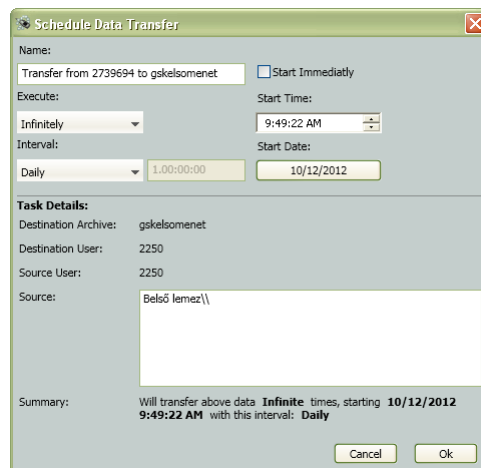 Schedule Data Transfer
Name:
Transfer from 2739694 to gskelsomenet
Start Immediatly
Execute:
Start Time:
Infinitely
9:49:22 AM
Interval:
Start Date:
Daily
1.00:00:00
10/12/2012
Task Details:
Destination Archive: gskelsomenet
Destination User: 2250
Source User: 2250
Source: Belső lemez\\
Summary: Will transfer above data Infinite times, starting 10/12/2012
9:49:22 AM with this interval: Daily
Cancel Ok